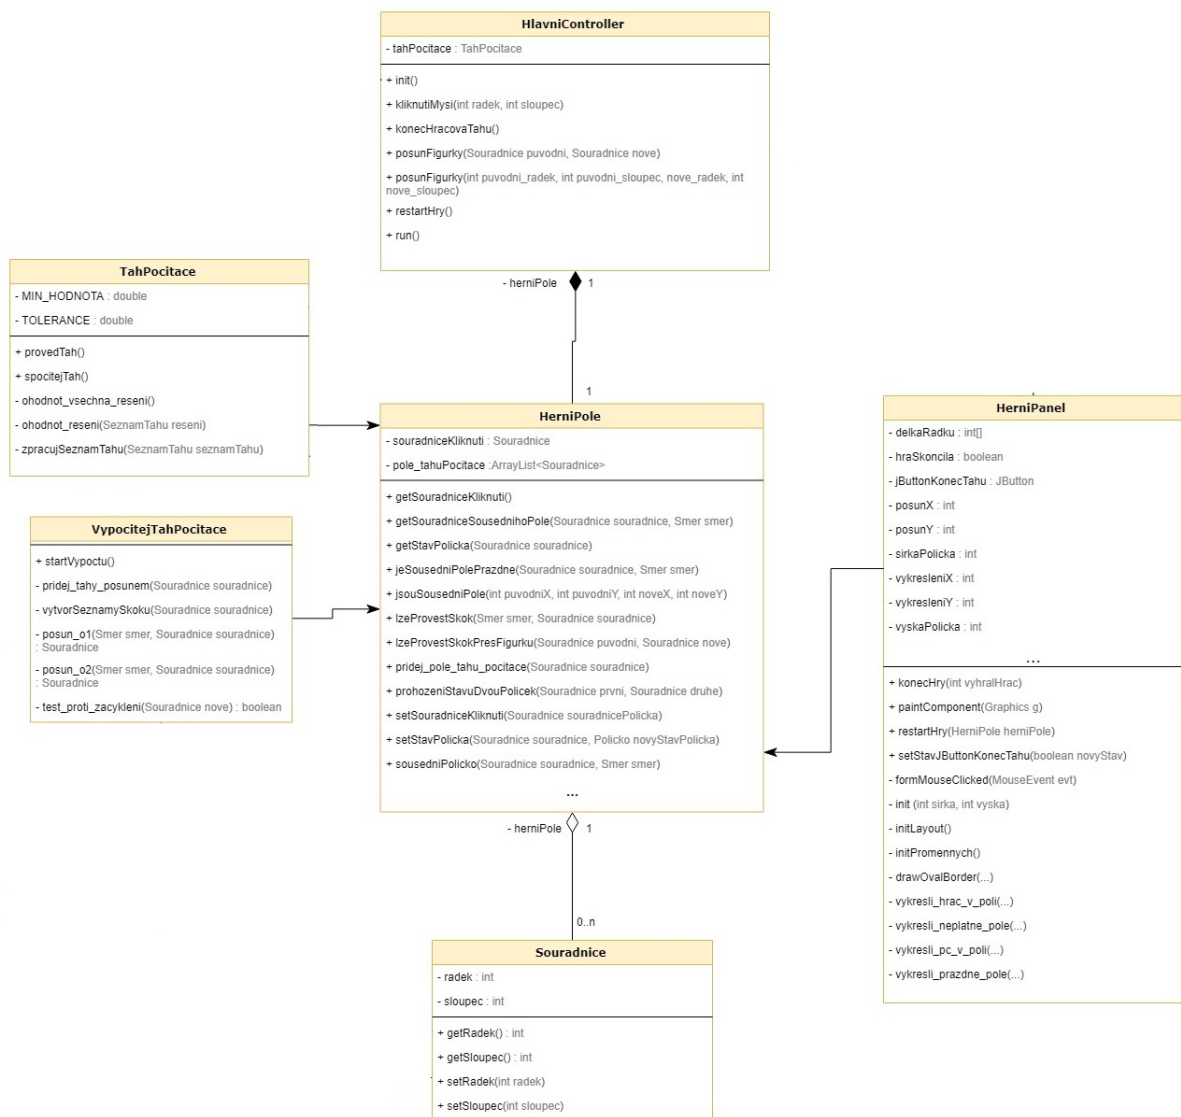 HlavniController
- tahPocitace : TahPocitace
+ init()
+ kliknutiMysi(int radek, int sloupec)
+ konecHracovaTahu()
+ posunFigurky(Souradnice puvodni, Souradnice nove)
+ posunFigurky(int puvodni_radek, int puvodni_sloupec, nove_radek, int
nove_sloupec)
+ restartHry()
+ run()
- herniPole
1
TahPocitace
- MIN_HODNOTA : double
- TOLERANCE : double
+ provedTah()
+ spocitejTah()
- ohodnot_vsechna_reseni()
- ohodnot_reseni(SeznamTahu reseni)
- zpracujSeznamTahu(SeznamTahu seznamTahu)
VypocitejTahPocitace
+ startVypoctu()
- pridej_tahy_posunem(Souradnice souradnice)
- vytvorSeznamySkoku(Souradnice souradnice)
- posun_o1(Smer smer, Souradnice souradnice)
: Souradnice
- posun_o2(Smer smer, Souradnice souradnice)
: Souradnice
- test_proti_zacykleni(Souradnice nove) : boolean
1
HerniPole
- souradniceKliknuti : Souradnice
- pole_tahuPocitace :ArrayList<Souradnice>
+ getSouradniceKliknuti()
+ getSouradniceSousednihoPole(Souradnice souradnice, Smer smer)
+ getStavPolicka(Souradnice souradnice)
+ jeSousedniPolePrazdne(Souradnice souradnice, Smer smer)
+ jsouSousedniPole(int puvodniX, int puvodniY, int noveX, int noveY)
+ lzeProvestSkok(Smer smer, Souradnice souradnice)
+ lzeProvestSkokPresFigurku(Souradnice puvodni, Souradnice nove)
+ pridej_pole_tahu_pocitace(Souradnice souradnice)
+ prohozeniStavuDvouPolicek(Souradnice prvni, Souradnice druhe)
+ setSouradniceKliknuti(Souradnice souradnicePolicka)
+ setStavPolicka(Souradnice souradnice, Policko novyStavPolicka)
+ sousedniPolicko(Souradnice souradnice, Smer smer)
...
HerniPanel
- delkaRadku : int[]
- hraSkoncila : boolean
- jButtonKonecTahu : JButton
- posunX : int
- posunY : int
- sirkaPolicka : int
- vykresleniX : int
- vykresleniY : int
- vyskaPolicka : int
...
+ konecHry(int vyhralHrac)
+ paintComponent(Graphics g)
+ restartHry(HerniPole herniPole)
+ setStavJButtonKonecTahu(boolean novyStav)
- formMouseClicked(MouseEvent evt)
- init (int sirka, int vyska)
- initLayout()
- initPromennych()
- drawOvalBorder(...)
- vykresli_hrac_v_poli(...)
- vykresli_neplatne_pole(...)
- vykresli_pc_v_poli(...)
- vykresli_prazdne_pole(...)
- herniPole
1
0..n
Souradnice
- radek : int
- sloupec : int
+ getRadek() : int
+ getSloupec() : int
+ setRadek(int radek)
+ setSloupec(int sloupec)